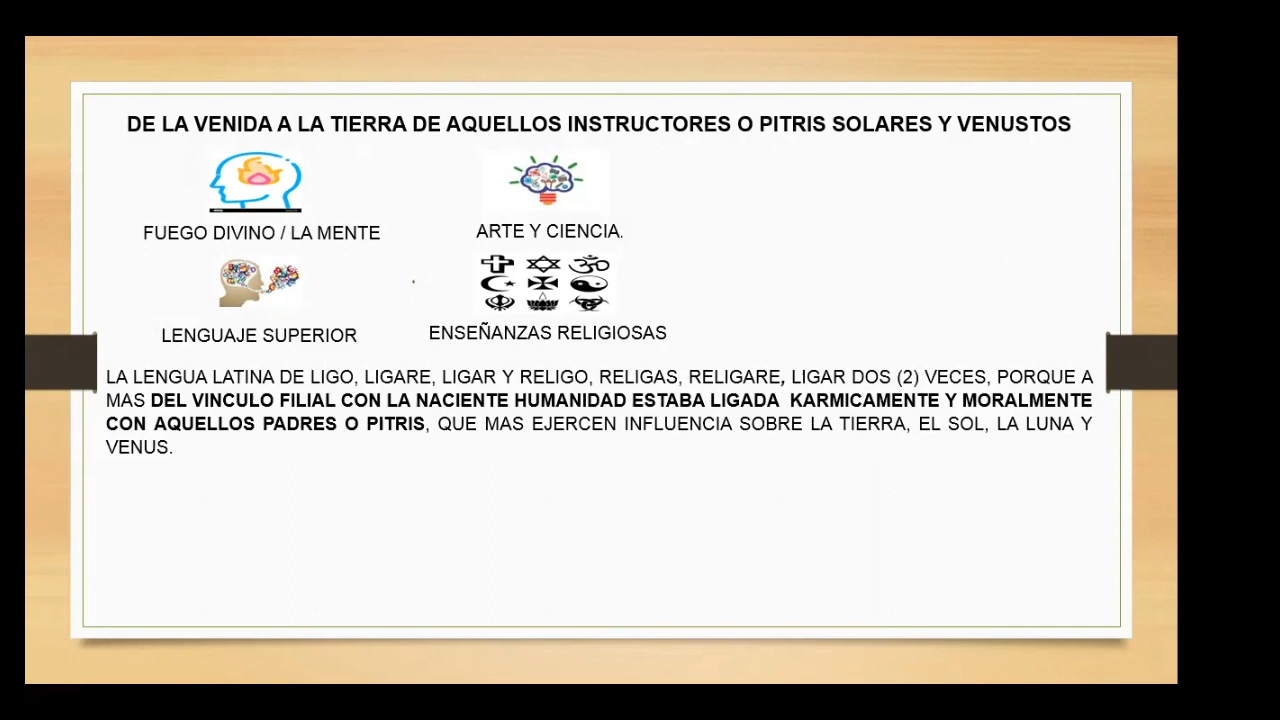 DE LA VENIDA A LA TIERRA DE AQUELLOS INSTRUCTORES O PITRIS SOLARES Y VENUSTOS
FUEGO DIVINO / LA MENTE
ARTE Y CIENCIA.
LENGUAJE SUPERIOR
ENSEÑANZAS RELIGIOSAS
LA LENGUA LATINA DE LIGO, LIGARE, LIGAR Y RELIGO, RELIGAS, RELIGARE, LIGAR DOS (2) VECES, PORQUE A
MAS DEL VINCULO FILIAL CON LA NACIENTE HUMANIDAD ESTABA LIGADA KARMICAMENTE Y MORALMENTE
CON AQUELLOS PADRES O PITRIS, QUE MAS EJERCEN INFLUENCIA SOBRE LA TIERRA, EL SOL, LA LUNA Y
VENUS.